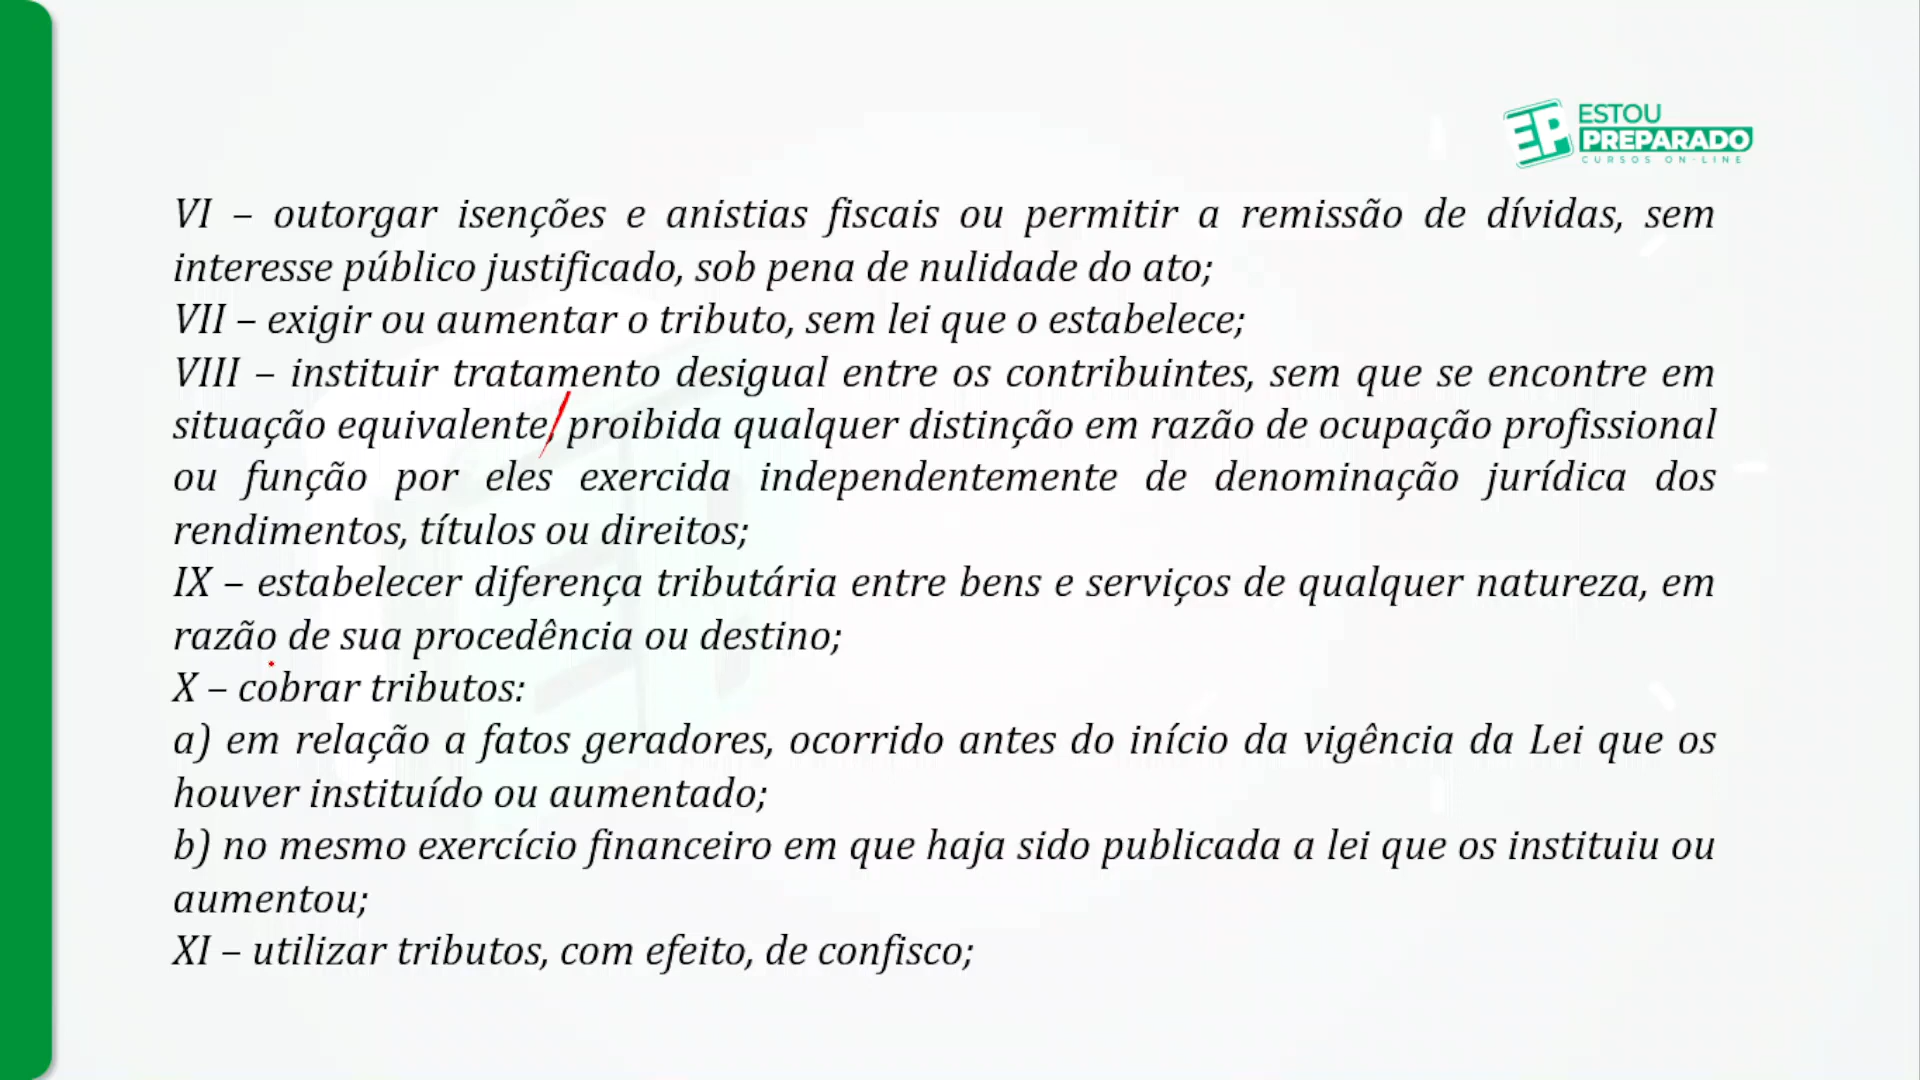 EP ESTOU
PREPARADO
CURSOS ON-LINE
VI – outorgar isenções e anistias fiscais ou permitir a remissão de dívidas, sem
interesse público justificado, sob pena de nulidade do ato;
VII – exigir ou aumentar o tributo, sem lei que o estabelece;
VIII – instituir tratamento desigual entre os contribuintes, sem que se encontre em
situação equivalente, proibida qualquer distinção em razão de ocupação profissional
ou função por eles exercida independentemente de denominação jurídica dos
rendimentos, títulos ou direitos;
IX – estabelecer diferença tributária entre bens e serviços de qualquer natureza, em
razão de sua procedência ou destino;
X – cobrar tributos:
a) em relação a fatos geradores, ocorrido antes do início da vigência da Lei que os
houver instituído ou aumentado;
b) no mesmo exercício financeiro em que haja sido publicada a lei que os instituiu ou
aumentou;
XI – utilizar tributos, com efeito, de confisco;